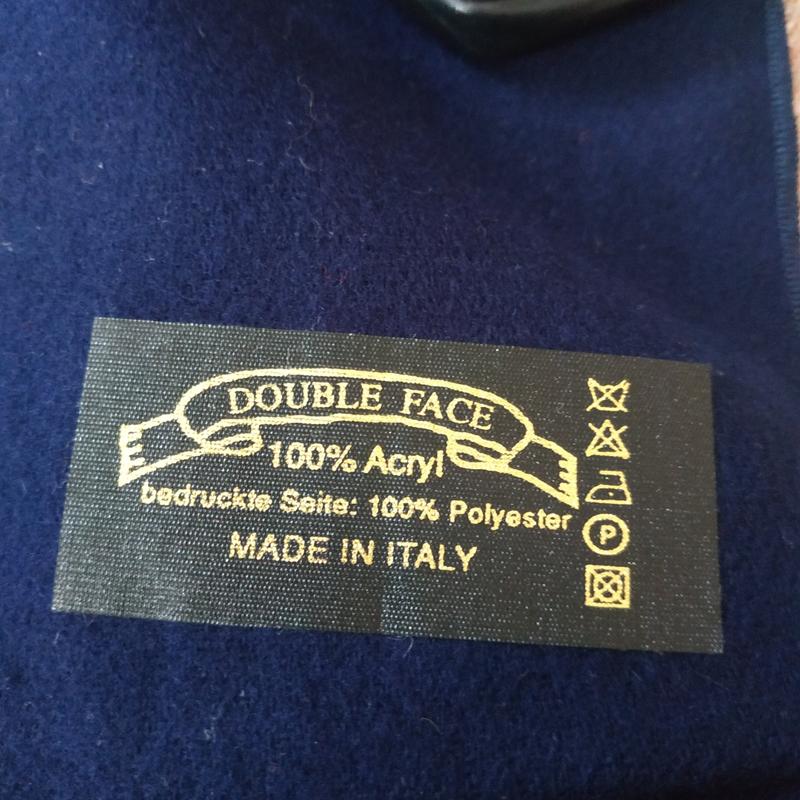 DOUBLE FACE
100% Acryl
bedruckte Seite: 100% Polyester
MADE IN ITALY
P